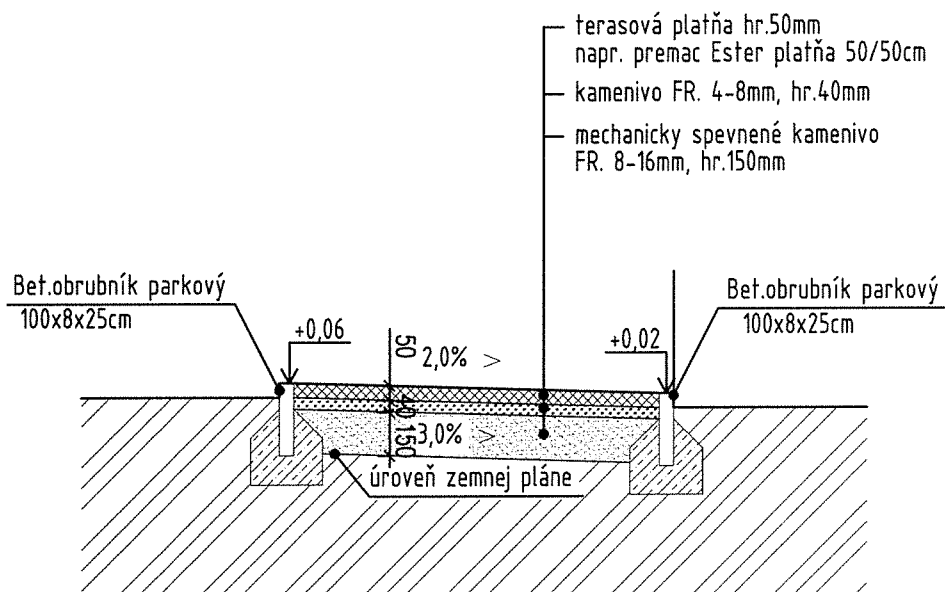 terasová platňa hr.50mm
napr. premac Ester platňa 50/50cm
kamenivo FR. 4-8mm, hr.40mm
mechanicky spevnené kamenivo
FR. 8-16mm, hr.150mm
Bet.obrubník parkový
100x8x25cm
Bet.obrubník parkový
100x8x25cm
+0,06
50
2,0% >
+0,02
40
150
3,0% >
úroveň zemnej pláne